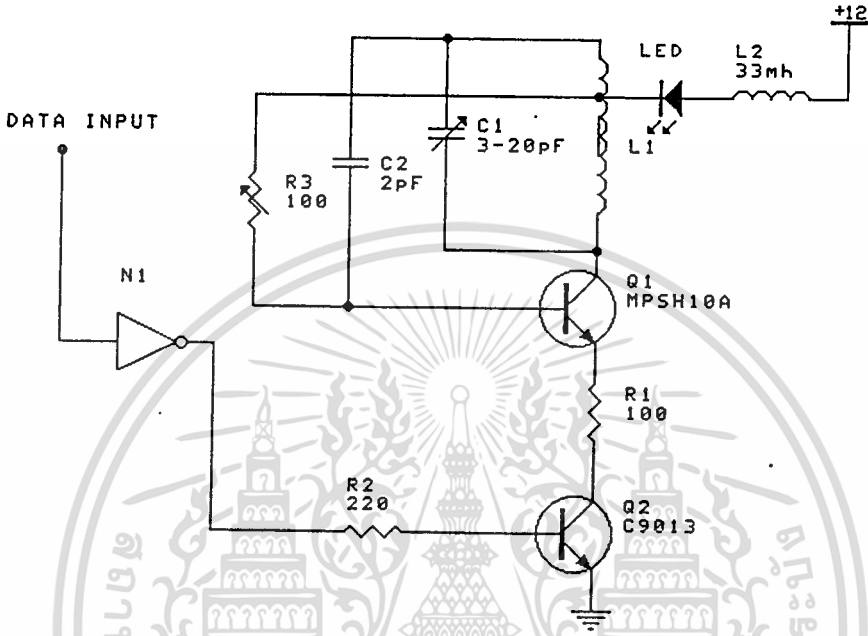 +12
LED
L2
33mh
DATA INPUT
C1
3-20pF
L1
C2
2pF
R3
100
N1
Q1
MPSH10A
R1
100
R2
220
Q2
C9013